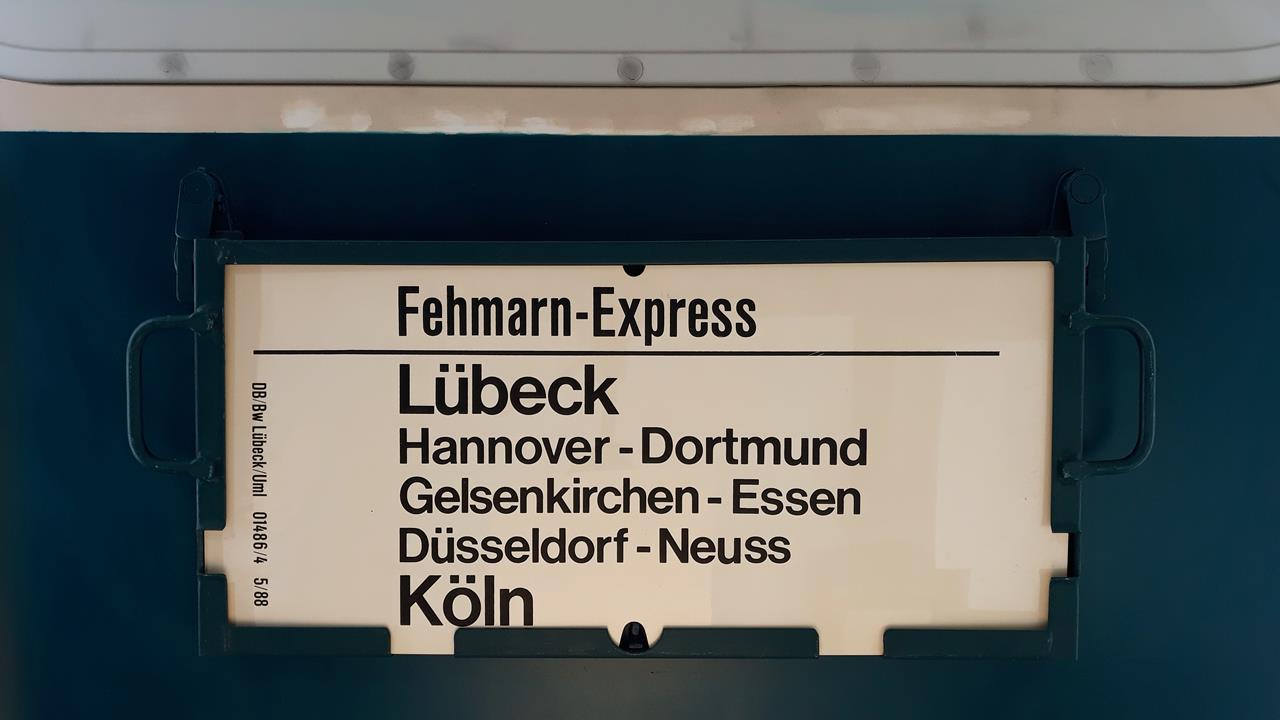 Fehmarn-Express
Lübeck
Hannover - Dortmund
Gelsenkirchen - Essen
Düsseldorf - Neuss
Köln
DB/Bw Lübeck/Uml 01486/4 5/88